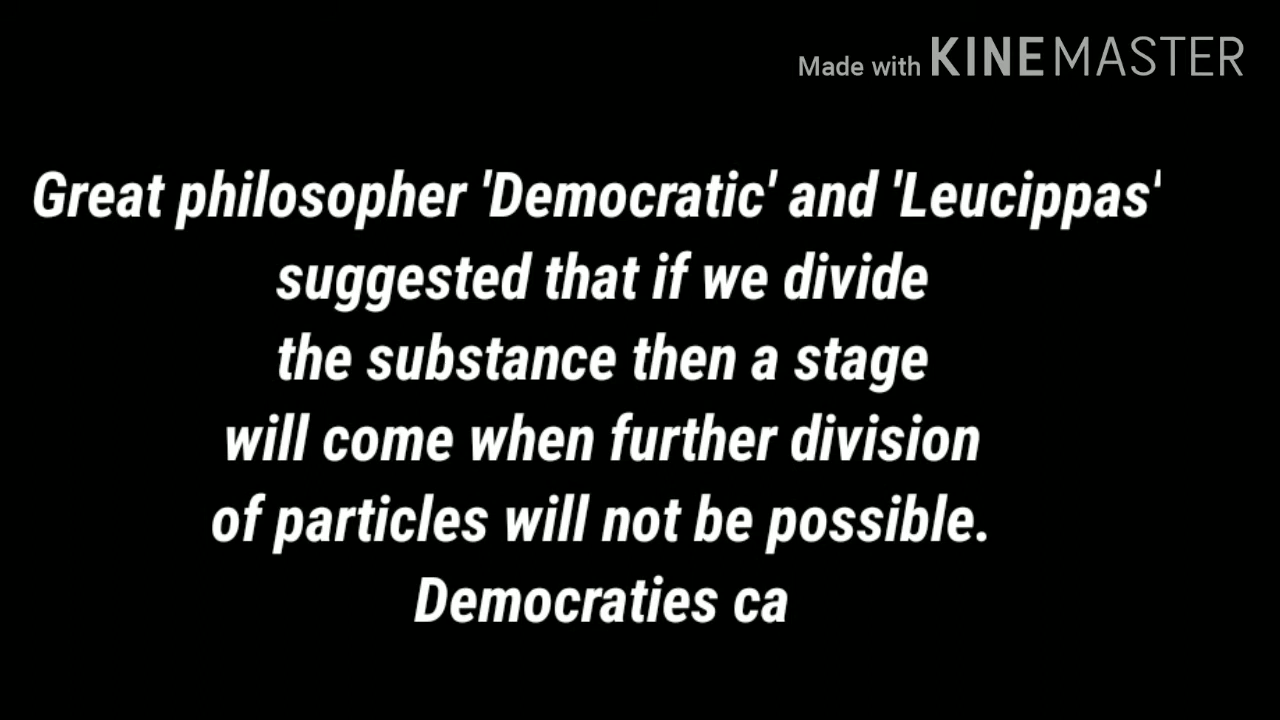 Made with KINEMASTER
Great philosopher 'Democratic' and 'Leucippas'
suggested that if we divide
the substance then a stage
will come when further division
of particles will not be possible.
Democraties ca